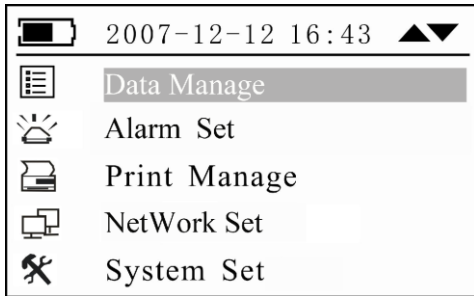 2007-12-12 16:43
Data Manage
Alarm Set
Print Manage
NetWork Set
System Set